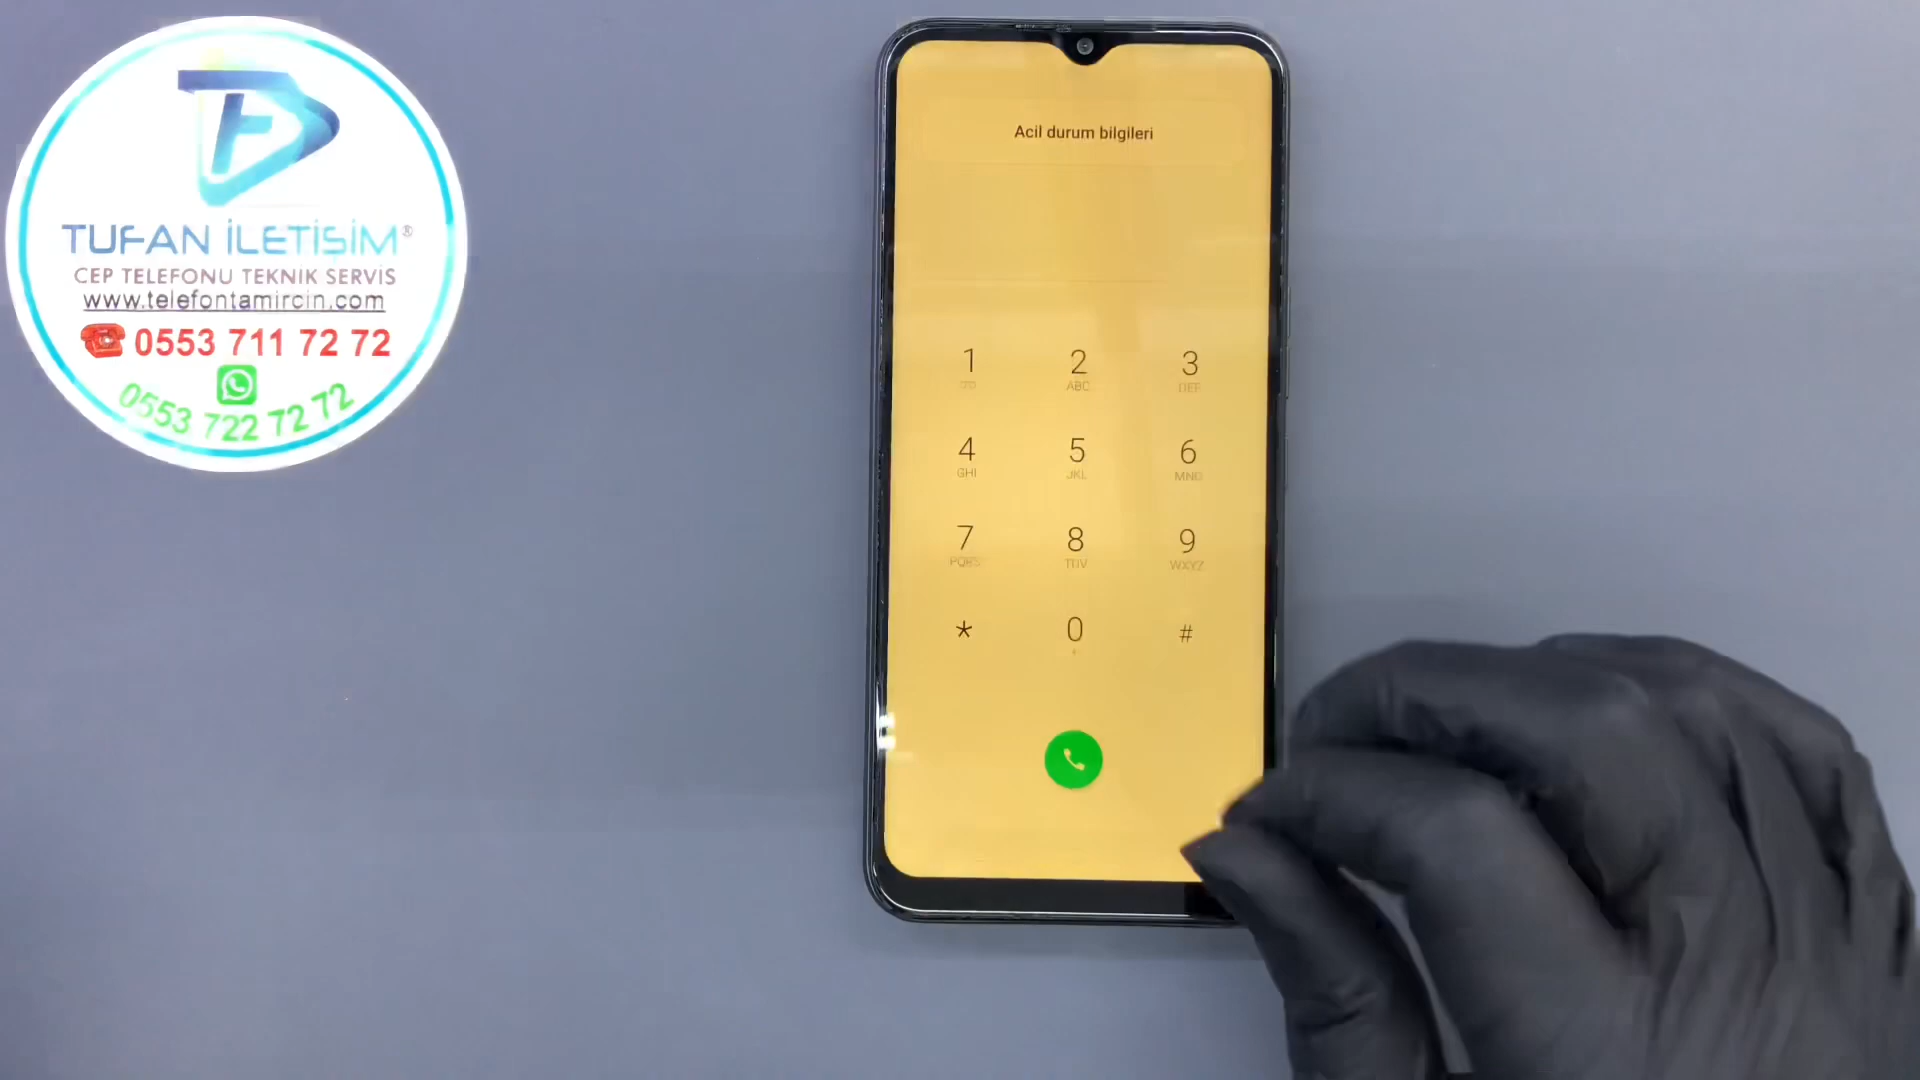 TUFAN İLETİŞİM®
CEP TELEFONU TEKNIK SERVİS
www.telefontamircin.com
0553 711 72 72
0553 722 72 72
Acil durum bilgileri
1 2 3
ABC DEF
4 5 6
GHI JKL MNO
7 8 9
PQRS TUV WXYZ
* 0 #
+